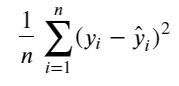 1/n ∑_{i=1}^{n} (y_i − ŷ_i)²